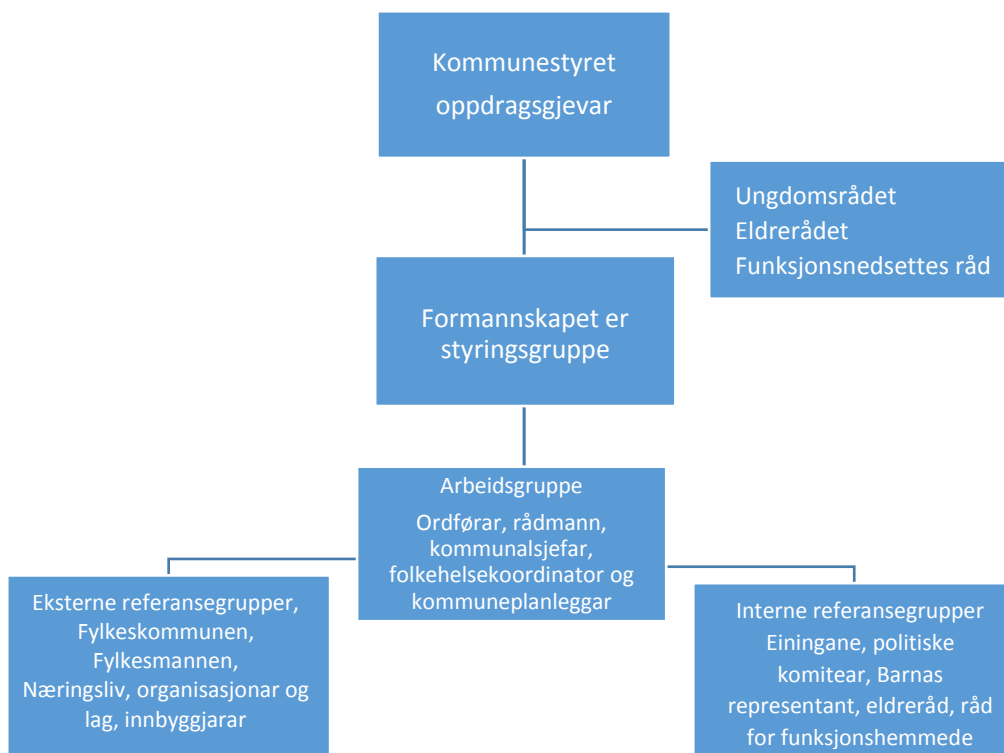 Kommunestyret
oppdragsgjevar
Ungdomsrådet
Eldrerådet
Funksjonsnedsettes råd
Formannskapet er
styringsgruppe
Arbeidsgruppe
Ordførar, rådmann,
kommunalsjefar,
folkehelsekoordinator og
kommuneplanleggar
Eksterne referansegrupper,
Fylkeskommunen,
Fylkesmannen,
Næringsliv, organisasjonar og
lag, innbyggjarar
Interne referansegrupper
Einingane, politiske
komitear, Barnas
representant, eldreråd, råd
for funksjonshemmede